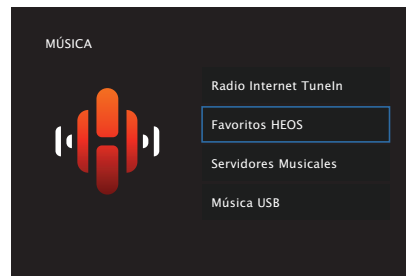 MÚSICA
Radio Internet TuneIn
Favoritos HEOS
Servidores Musicales
Música USB